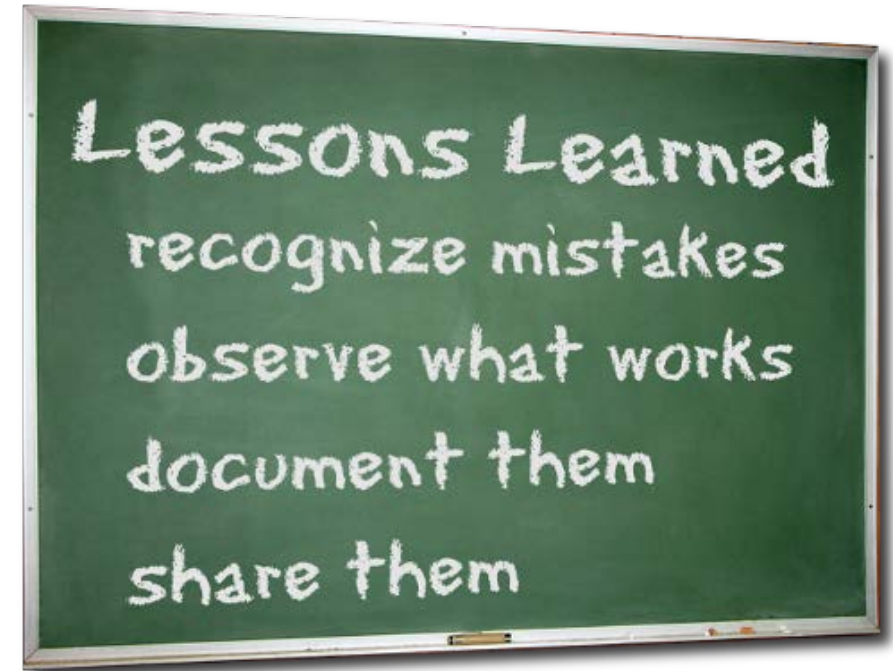 Lessons Learned
recognize mistakes
observe what works
document them
share them